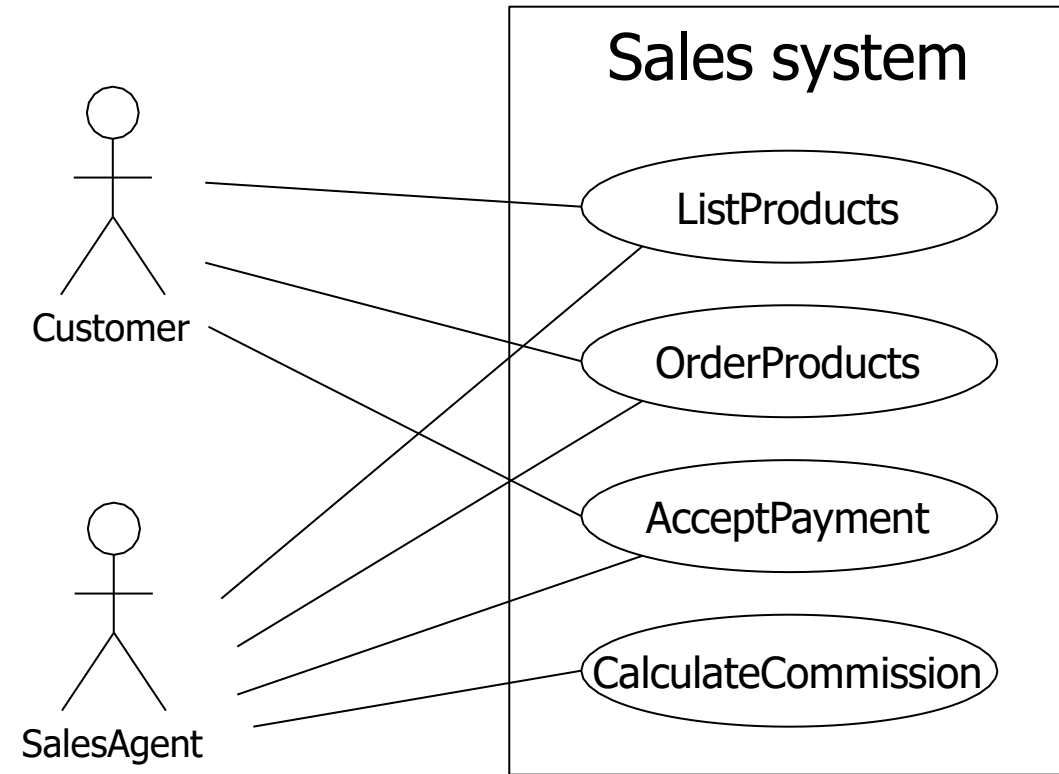 Sales system
ListProducts
Customer
OrderProducts
AcceptPayment
CalculateCommission
SalesAgent